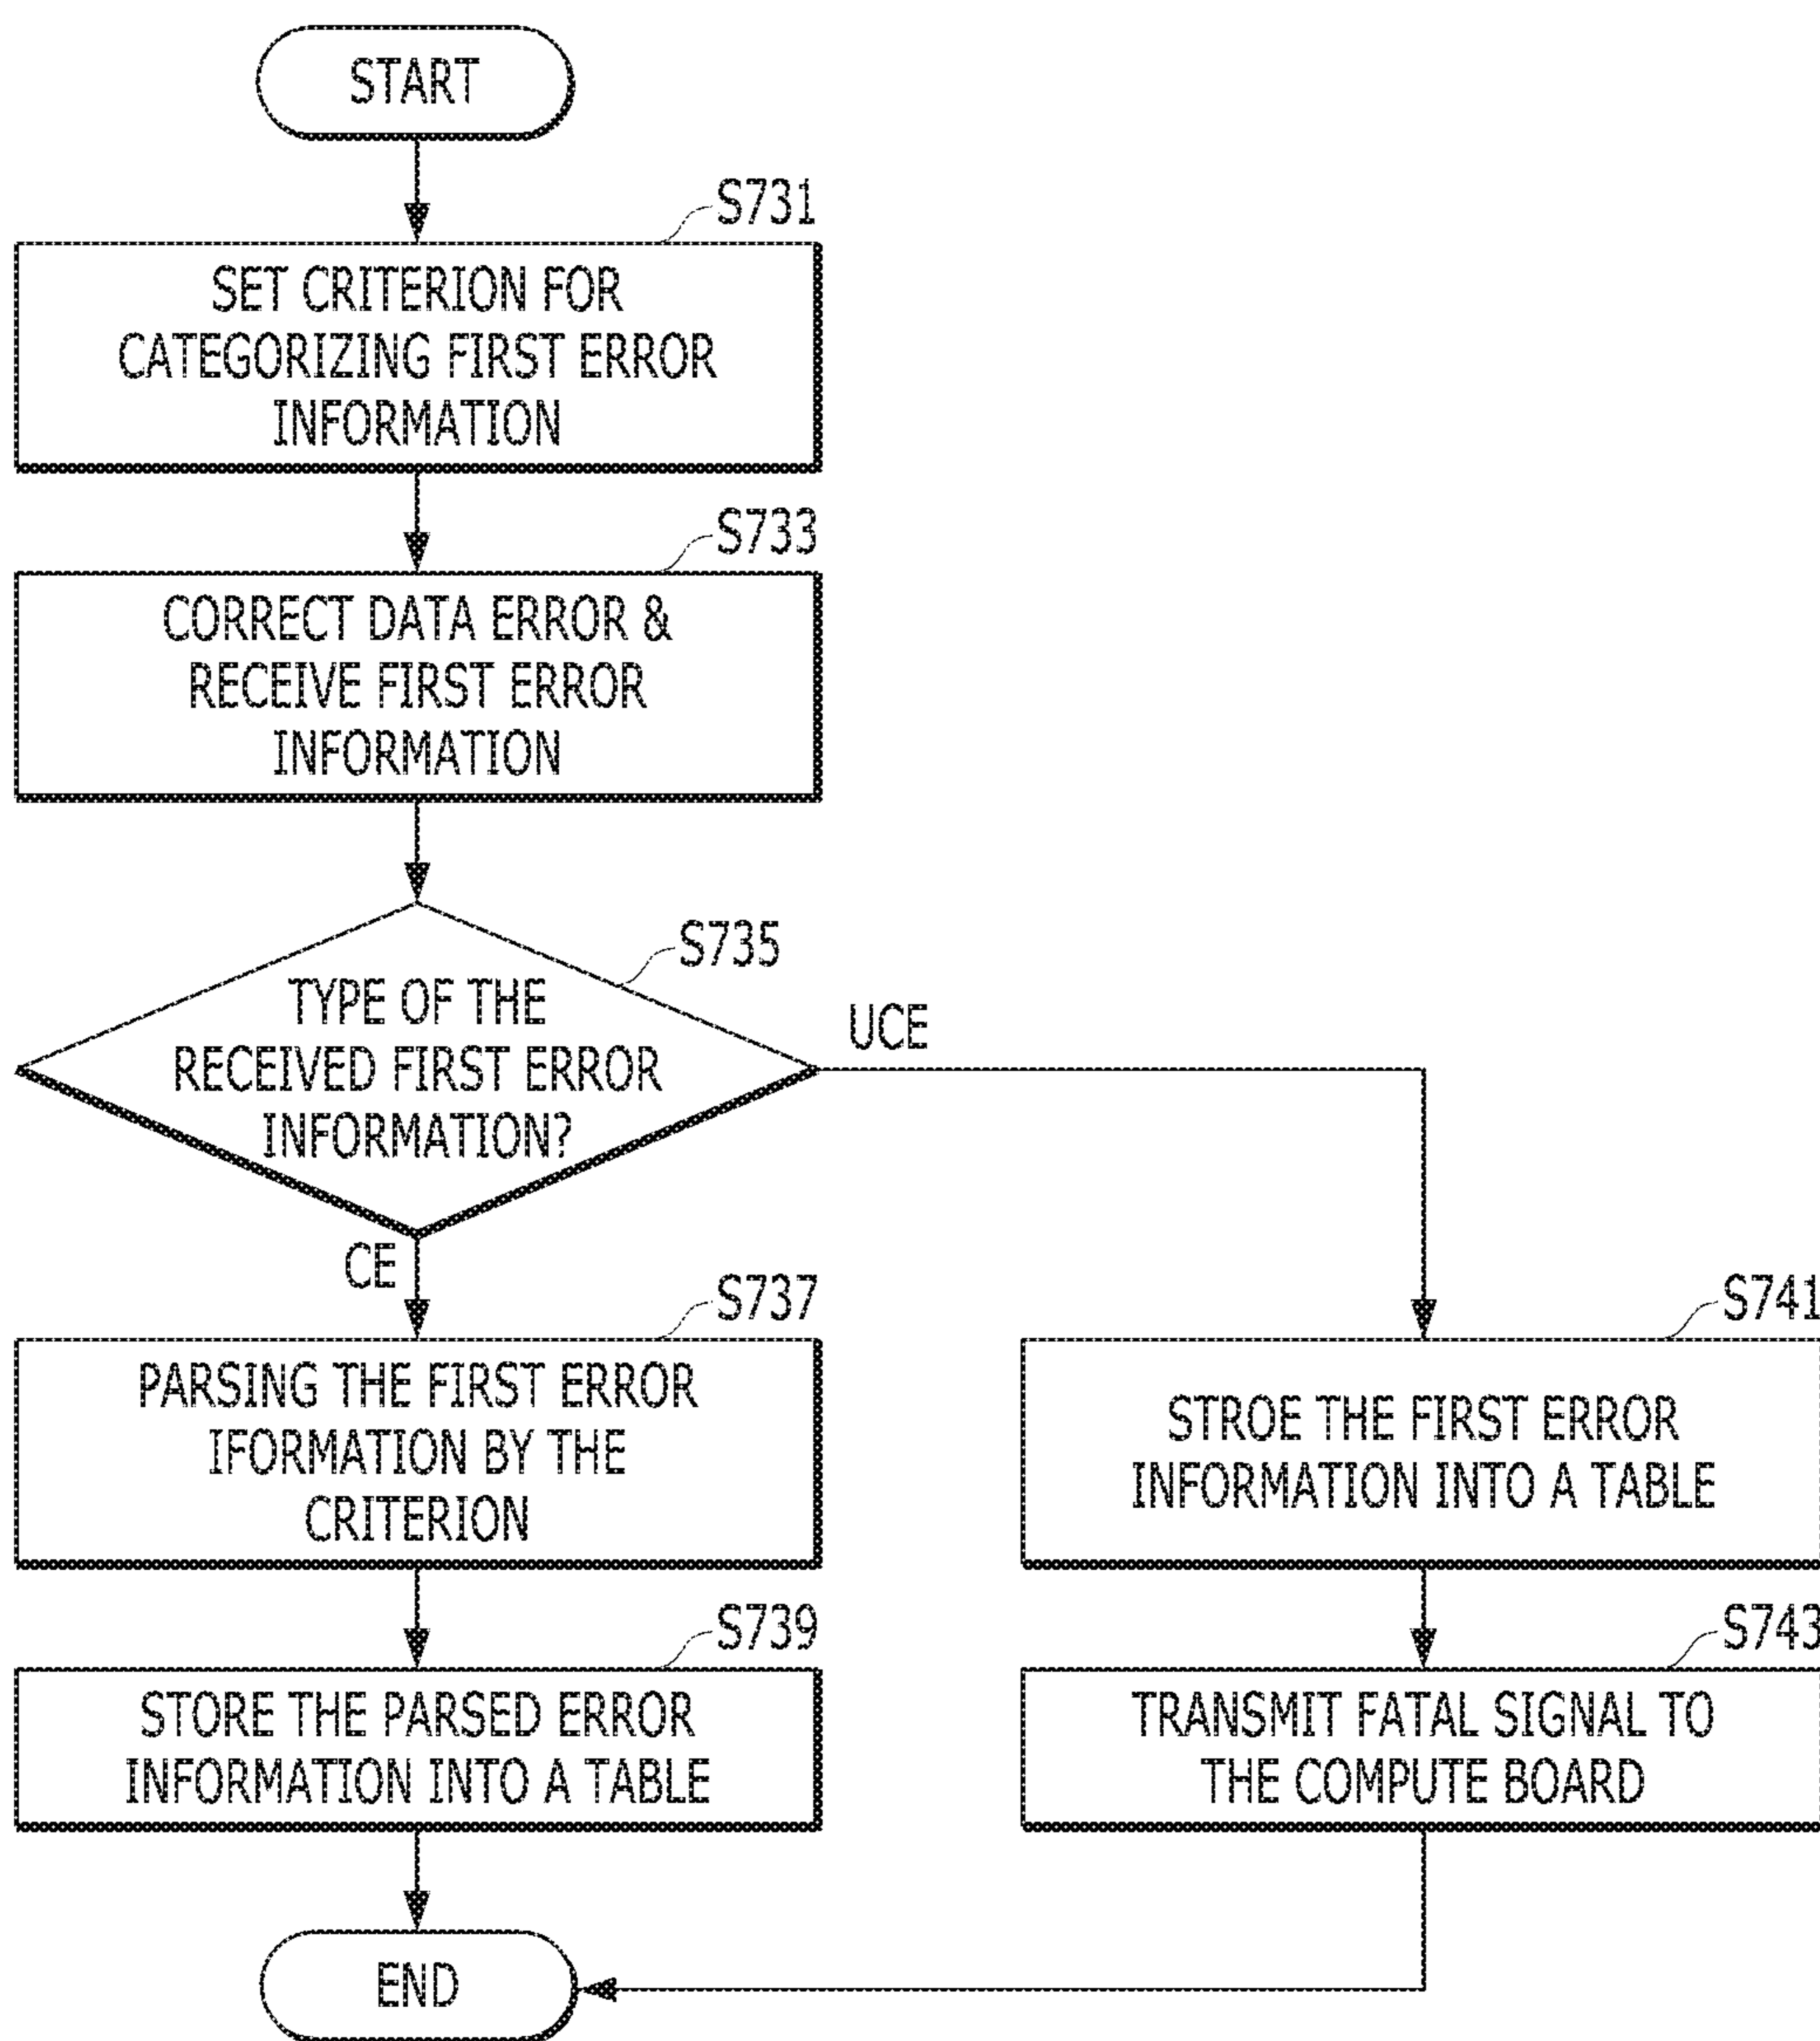 START
S731
SET CRITERION FOR
CATEGORIZING FIRST ERROR
INFORMATION
S733
CORRECT DATA ERROR &
RECEIVE FIRST ERROR
INFORMATION
S735
TYPE OF THE
RECEIVED FIRST ERROR
INFORMATION?
UCE
CE
S737
PARSING THE FIRST ERROR
IFORMATION BY THE
CRITERION
S741
STROE THE FIRST ERROR
INFORMATION INTO A TABLE
S739
STORE THE PARSED ERROR
INFORMATION INTO A TABLE
S743
TRANSMIT FATAL SIGNAL TO
THE COMPUTE BOARD
END